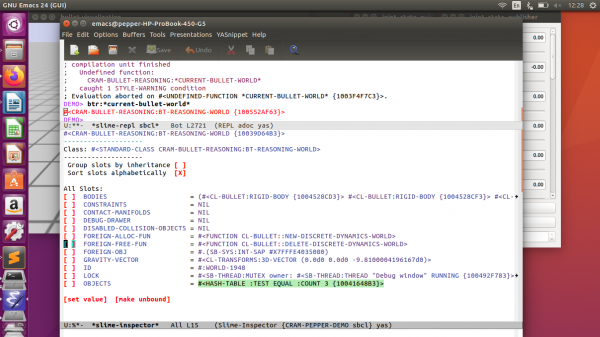 GNU Emacs 24 (GUI)
En
12:28
emacs@pepper-HP-ProBook-450-G5
File Edit Options Buffers Tools Presentations YASnippet Help
Save Undo
; compilation unit finished
;   Undefined function:
;     CRAM-BULLET-REASONING:*CURRENT-BULLET-WORLD*
;   caught 1 STYLE-WARNING condition
; Evaluation aborted on #<UNDEFINED-FUNCTION *CURRENT-BULLET-WORLD* {1003F4F7C3}>.
DEMO> btr:*current-bullet-world*
#<CRAM-BULLET-REASONING:BT-REASONING-WORLD {100552AF63}>
DEMO>
U:**-  *slime-repl sbcl*   Bot L2721  (REPL adoc yas)
#<CRAM-BULLET-REASONING:BT-REASONING-WORLD {10039D64B3}>
--------------------
Class: #<STANDARD-CLASS CRAM-BULLET-REASONING:BT-REASONING-WORLD>
--------------------
Group slots by inheritance [ ]
Sort slots alphabetically  [X]
All Slots:
[ ]  BODIES = (#<CL-BULLET:RIGID-BODY {1004528CD3}> #<CL-BULLET:RIGID-BODY {1004528CF3}> #<CL-
[ ]  CONSTRAINTS = NIL
[ ]  CONTACT-MANIFOLDS = NIL
[ ]  DEBUG-DRAWER
[ ]  DISABLED-COLLISION-OBJECTS = NIL
[ ]  FOREIGN-ALLOC-FUN = #<FUNCTION CL-BULLET::NEW-DISCRETE-DYNAMICS-WORLD>
[ ]  FOREIGN-FREE-FUN = #<FUNCTION CL-BULLET::DELETE-DISCRETE-DYNAMICS-WORLD>
[ ]  FOREIGN-OBJ = #.(SB-SYS:INT-SAP #X7FFFE4035000)
[ ]  GRAVITY-VECTOR = #<CL-TRANSFORMS:3D-VECTOR (0.0d0 0.0d0 -9.8100004196167d0)>
[ ]  ID = #:WORLD-1948
[ ]  LOCK = #<SB-THREAD:MUTEX owner: #<SB-THREAD:THREAD "Debug window" RUNNING {100492F783}>
[ ]  OBJECTS = #<HASH-TABLE :TEST EQUAL :COUNT 3 {10041648B3}>
[set value]  [make unbound]
U:%*-  *slime-inspector*   All L15   (Slime-Inspector {CRAM-PEPPER-DEMO sbcl} yas)
0.00
-0.00
0.00
0.00
0.00
0.00